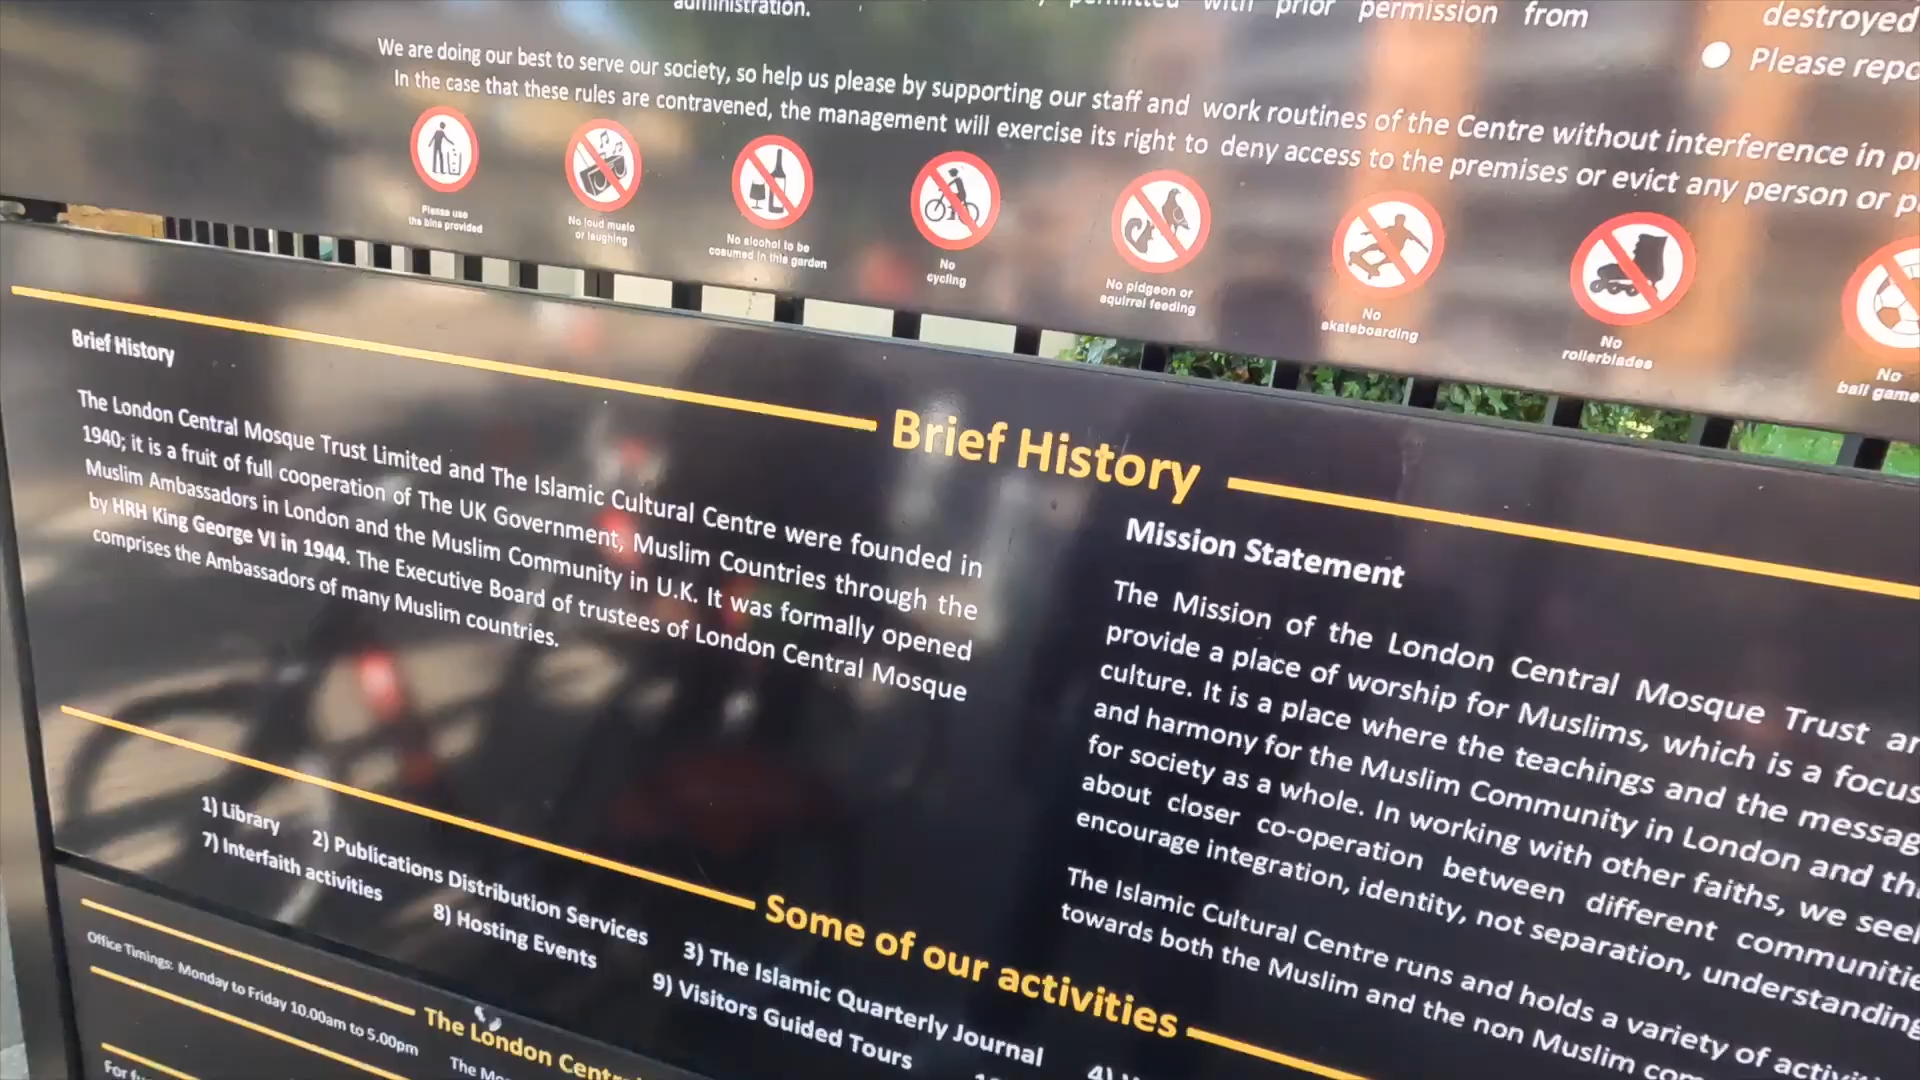 administration.
with prior permission from
destroyed
Please repo
We are doing our best to serve our society, so help us please by supporting our staff and work routines of the Centre without interference in pr
In the case that these rules are contravened, the management will exercise its right to deny access to the premises or evict any person or p
Please use
the bins provided
No loud music
or laughing
No alcohol to be
cosumed in this garden
No
cycling
No pidgeon or
squirrel feeding
No
skateboarding
No
rollerblades
No
ball game
Brief History
Brief History
The London Central Mosque Trust Limited and The Islamic Cultural Centre were founded in
1940; it is a fruit of full cooperation of The UK Government, Muslim Countries through the
Muslim Ambassadors in London and the Muslim Community in U.K. It was formally opened
by HRH King George VI in 1944. The Executive Board of trustees of London Central Mosque
comprises the Ambassadors of many Muslim countries.
Mission Statement
The Mission of the London Central Mosque Trust an
provide a place of worship for Muslims, which is a focus
culture. It is a place where the teachings and the messag
and harmony for the Muslim Community in London and the
for society as a whole. In working with other faiths, we seek
about closer co-operation between different communitie
encourage integration, identity, not separation, understanding
The Islamic Cultural Centre runs and holds a variety of activiti
towards both the Muslim and the non Muslim com
Some of our activities
1) Library 2) Publications Distribution Services 3) The Islamic Quarterly Journal
7) Interfaith activities 8) Hosting Events 9) Visitors Guided Tours
The London Centr
Office Timings: Monday to Friday 10.00am to 5.00pm